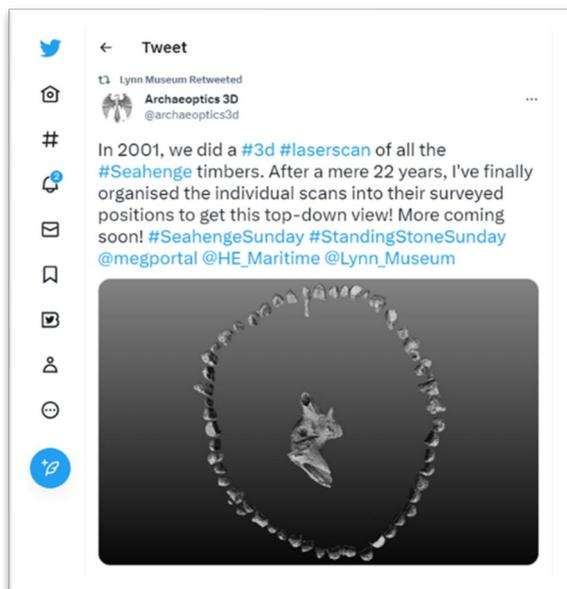 Tweet
Lynn Museum Retweeted
Archaeoptics 3D
@archaeoptics3d
In 2001, we did a #3d #laserscan of all the
#Seahenge timbers. After a mere 22 years, I've finally
organised the individual scans into their surveyed
positions to get this top-down view! More coming
soon! #SeahengeSunday #StandingStoneSunday
@megportal @HE_Maritime @Lynn_Museum
2